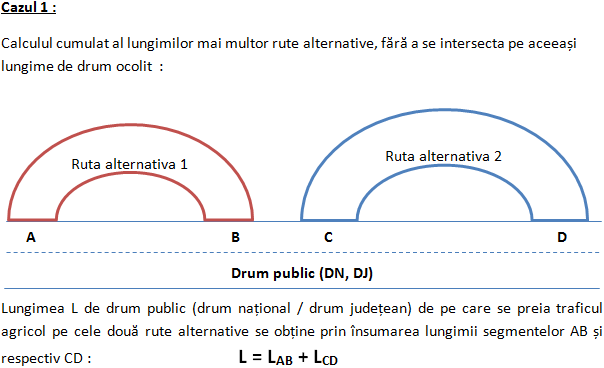 Cazul 1 :
Calculul cumulat al lungimilor mai multor rute alternative, fără a se intersecta pe aceeași
lungime de drum ocolit :
Ruta alternativa 1
Ruta alternativa 2
A B C D
Drum public (DN, DJ)
Lungimea L de drum public (drum național / drum județean) de pe care se preia traficul
agricol pe cele două rute alternative se obține prin însumarea lungimii segmentelor AB și
respectiv CD : L = LAB + LCD